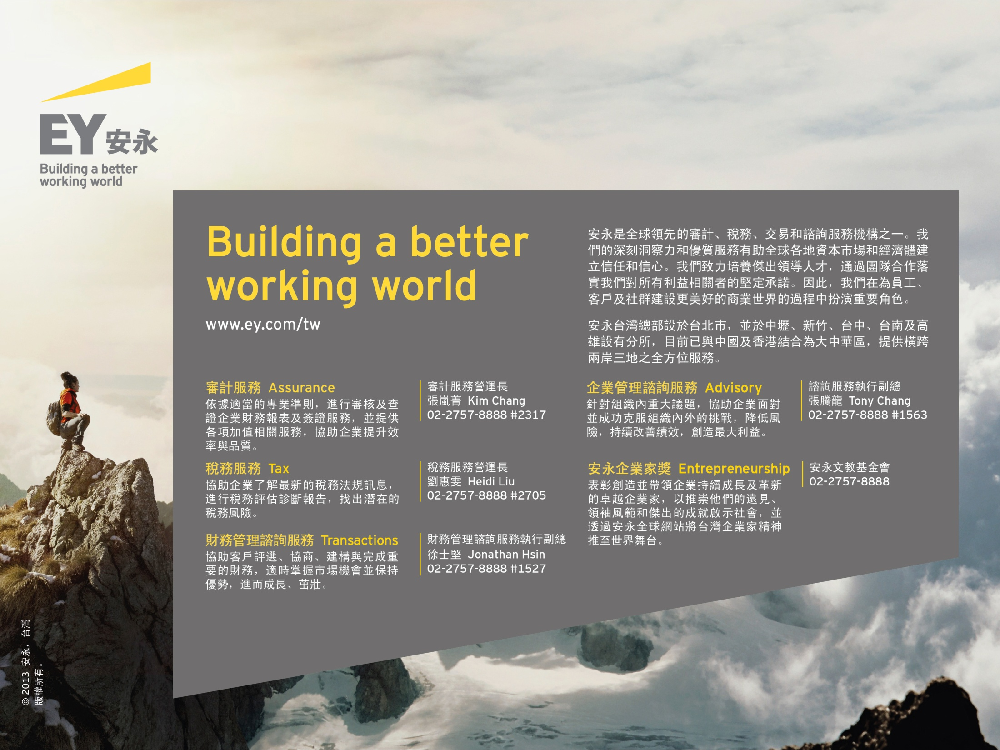 EY安永
Building a better
working world
Building a better
working world
www.ey.com/tw
安永是全球領先的審計、稅務、交易和諮詢服務機構之一。我
們的深刻洞察力和優質服務有助全球各地資本市場和經濟體建
立信任和信心。我們致力培養傑出領導人才，通過團隊合作落
實我們對所有利益相關者的堅定承諾。因此，我們在為員工、
客戶及社群建設更美好的商業世界的過程中扮演重要角色。
安永台灣總部設於台北市，並於中壢、新竹、台中、台南及高
雄設有分所，目前已與中國及香港結合為大中華區，提供橫跨
兩岸三地之全方位服務。
審計服務 Assurance
依據適當的專業準則，進行審核及查
證企業財務報表及簽證服務，並提供
各項加值相關服務，協助企業提升效
率與品質。
審計服務營運長
張嵐菁 Kim Chang
02-2757-8888 #2317
稅務服務 Tax
協助企業了解最新的稅務法規訊息，
進行稅務評估診斷報告，找出潛在的
稅務風險。
稅務服務營運長
劉惠雯 Heidi Liu
02-2757-8888 #2705
財務管理諮詢服務 Transactions
協助客戶評選、協商、建構與完成重
要的財務，適時掌握市場機會並保持
優勢，進而成長、茁壯。
財務管理諮詢服務執行副總
徐士堅 Jonathan Hsin
02-2757-8888 #1527
企業管理諮詢服務 Advisory
針對組織內重大議題，協助企業面對
並成功克服組織內外的挑戰，降低風
險，持續改善績效，創造最大利益。
諮詢服務執行副總
張騰龍 Tony Chang
02-2757-8888 #1563
安永企業家獎 Entrepreneurship
表彰創造並帶領企業持續成長及革新
的卓越企業家，以推崇他們的遠見、
領袖風範和傑出的成就啟示社會，並
透過安永全球網站將台灣企業家精神
推至世界舞台。
安永文教基金會
02-2757-8888
© 2013 安永，台灣
版權所有。